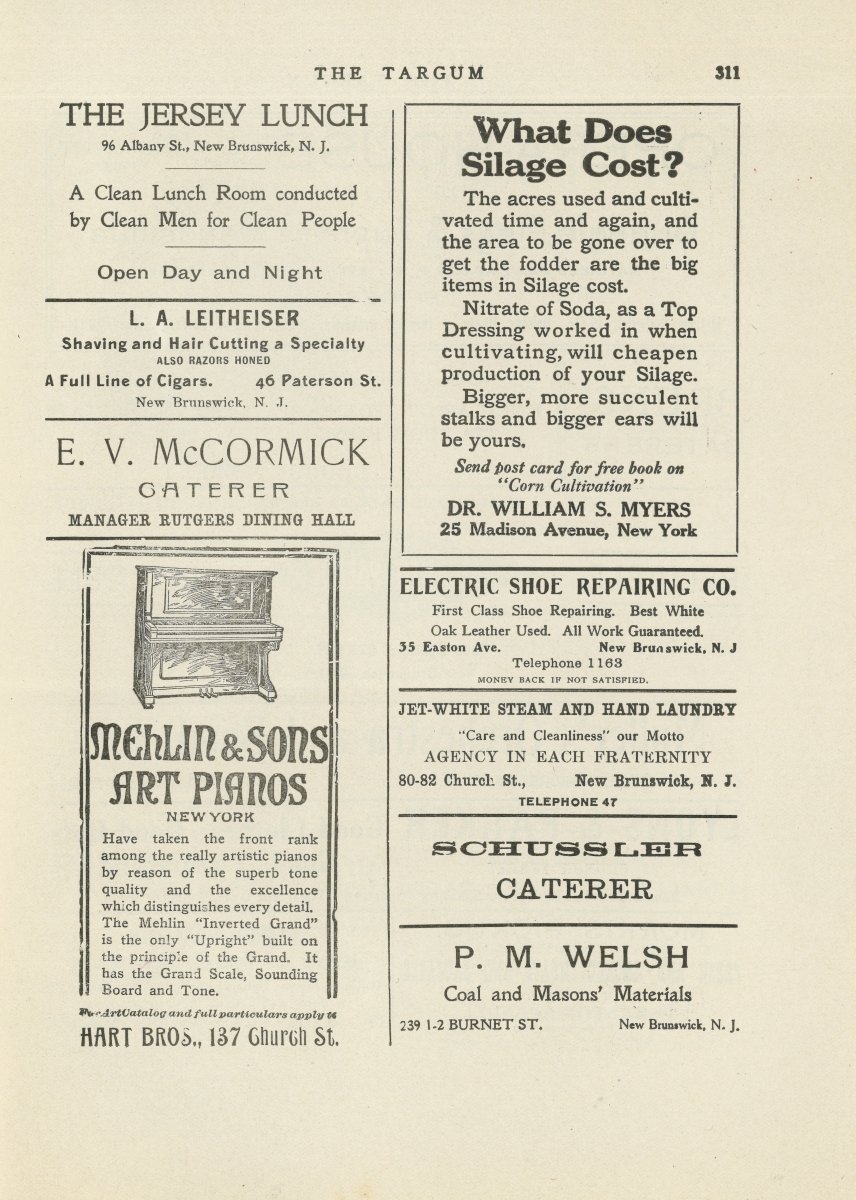 THE TARGUM
311
THE JERSEY LUNCH
96 Albany St., New Brunswick, N. J.
A Clean Lunch Room conducted
by Clean Men for Clean People
Open Day and Night
L. A. LEITHEISER
Shaving and Hair Cutting a Specialty
ALSO RAZORS HONED
A Full Line of Cigars. 46 Paterson St.
New Brunswick, N. J.
E. V. McCORMICK
CATERER
MANAGER RUTGERS DINING HALL
MEhLIN & SONS
ART PIANOS
NEW YORK
Have taken the front rank
among the really artistic pianos
by reason of the superb tone
quality and the excellence
which distinguishes every detail.
The Mehlin "Inverted Grand"
is the only "Upright" built on
the principle of the Grand. It
has the Grand Scale, Sounding
Board and Tone.
For Art Catalog and full particulars apply to
HART BROS., 137 Church St.
What Does
Silage Cost?
The acres used and culti-
vated time and again, and
the area to be gone over to
get the fodder are the big
items in Silage cost.
Nitrate of Soda, as a Top
Dressing worked in when
cultivating, will cheapen
production of your Silage.
Bigger, more succulent
stalks and bigger ears will
be yours.
Send post card for free book on
"Corn Cultivation"
DR. WILLIAM S. MYERS
25 Madison Avenue, New York
ELECTRIC SHOE REPAIRING CO.
First Class Shoe Repairing. Best White
Oak Leather Used. All Work Guaranteed.
35 Easton Ave. New Brunswick, N. J
Telephone 1163
MONEY BACK IF NOT SATISFIED.
JET-WHITE STEAM AND HAND LAUNDRY
"Care and Cleanliness" our Motto
AGENCY IN EACH FRATERNITY
80-82 Church St., New Brunswick, N. J.
TELEPHONE 47
SCHUSSLER
CATERER
P. M. WELSH
Coal and Masons' Materials
239 1-2 BURNET ST. New Brunswick, N. J.